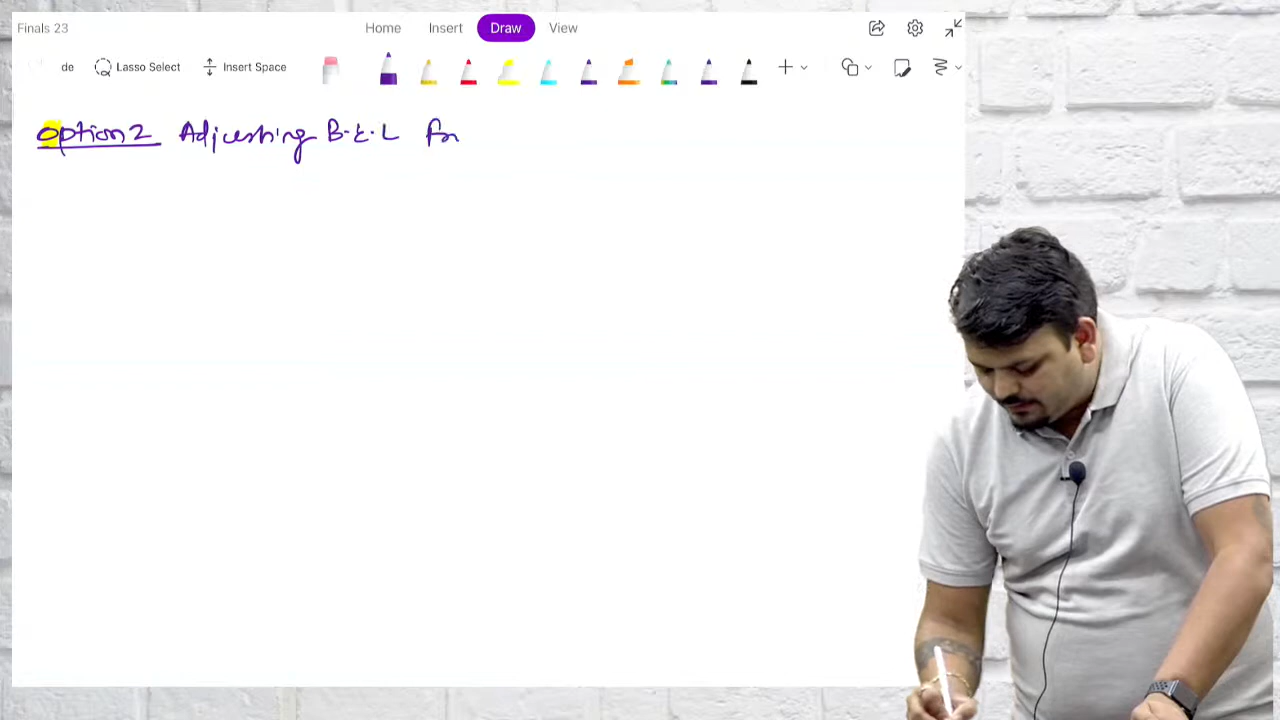 Finals 23
Home Insert Draw View
de Lasso Select Insert Space
Option 2 Adjusting B.E.L for